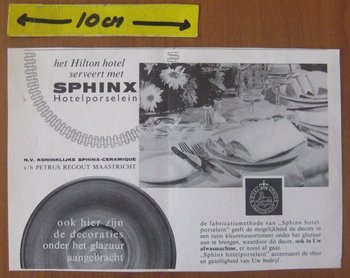 10 cm
het Hilton hotel
serveert met
SPHINX
Hotelporselein
N.V. KONINKLIJKE SPHINX-CERAMIQUE
v/h PETRUS REGOUT MAASTRICHT
ook hier zijn
de decoraties
onder het glazuur
aangebracht
de fabricatiemethode van „Sphinx hotel-
porselein" geeft de mogelijkheid de decors in
een ruim kleurenassortiment onder het glazuur
aan te brengen, waardoor dit decor, ook in Uw
afwasmachine, er nooit af gaat.
„Sphinx hotelporselein" accentueert de sfeer
en gezelligheid van Uw bedrijf.